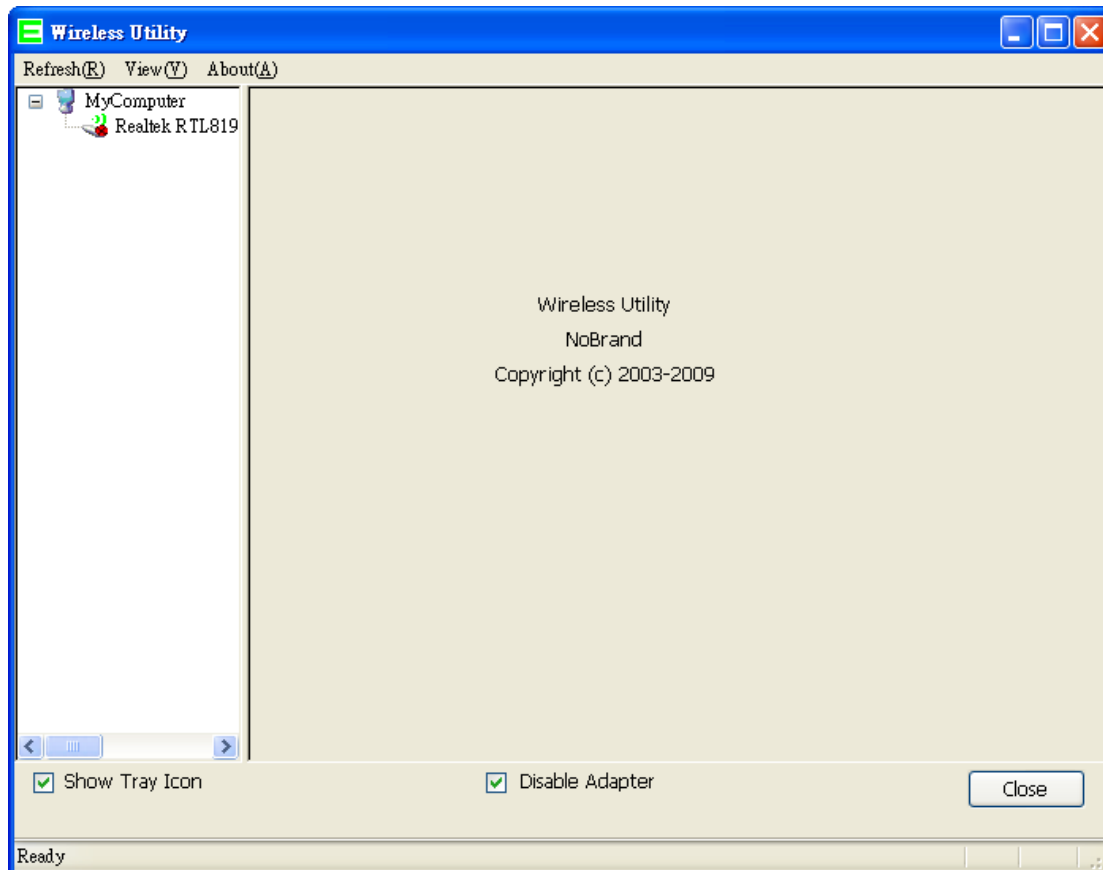 Wireless Utility
Refresh(R) View(V) About(A)
MyComputer
Realtek RTL819
Wireless Utility
NoBrand
Copyright (c) 2003-2009
Show Tray Icon
Disable Adapter
Close
Ready